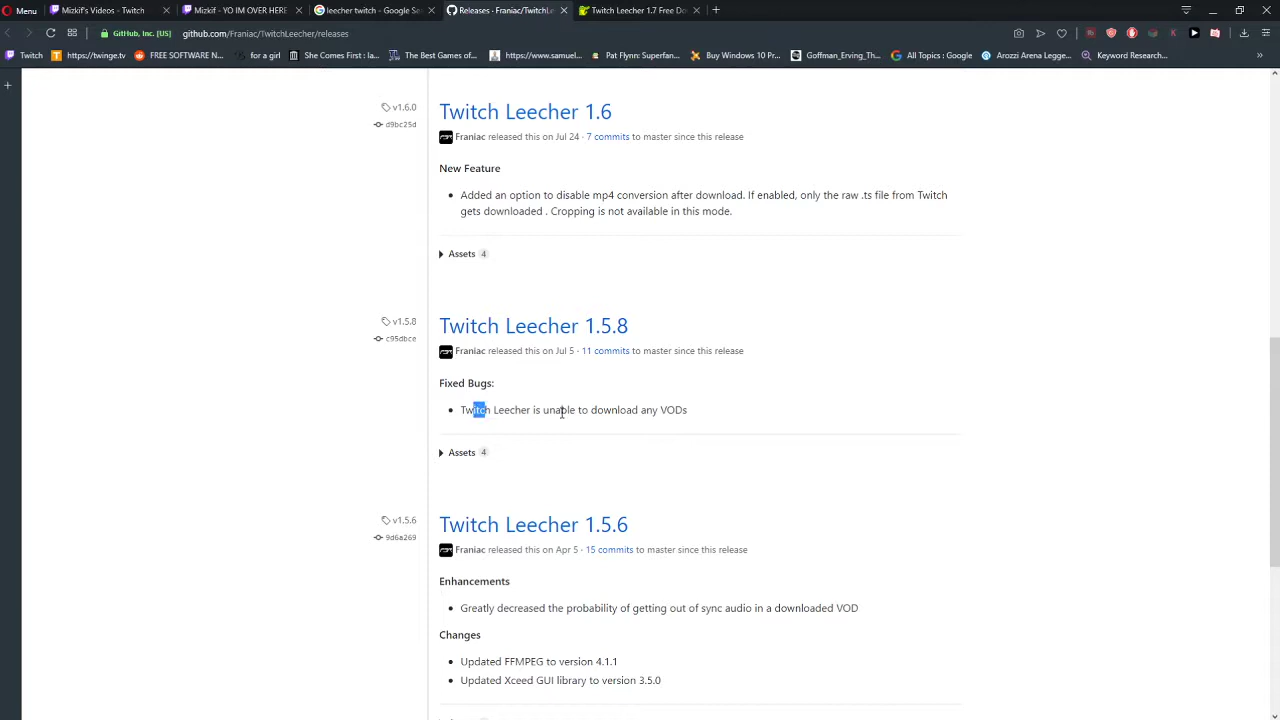 Menu
Mizkif's Videos - Twitch
Mizkif - YO IM OVER HERE
leecher twitch - Google Se
Releases · Franiac/TwitchLe
Twitch Leecher 1.7 Free Do
GitHub, Inc. [US]
github.com/Franiac/TwitchLeecher/releases
Twitch
https://twinge.tv
FREE SOFTWARE N...
for a girl
She Comes First : la...
The Best Games of...
https://www.samuel...
Pat Flynn: Superfan...
Buy Windows 10 Pr...
Goffman_Erving_Th...
All Topics : Google
Arozzi Arena Legge...
Keyword Research...
v1.6.0
d9bc25d
Twitch Leecher 1.6
Franiac released this on Jul 24 · 7 commits to master since this release
New Feature
Added an option to disable mp4 conversion after download. If enabled, only the raw .ts file from Twitch
gets downloaded . Cropping is not available in this mode.
Assets 4
v1.5.8
c95dbce
Twitch Leecher 1.5.8
Franiac released this on Jul 5 · 11 commits to master since this release
Fixed Bugs:
Twitch Leecher is unable to download any VODs
Assets 4
v1.5.6
9d6a269
Twitch Leecher 1.5.6
Franiac released this on Apr 5 · 15 commits to master since this release
Enhancements
Greatly decreased the probability of getting out of sync audio in a downloaded VOD
Changes
Updated FFMPEG to version 4.1.1
Updated Xceed GUI library to version 3.5.0